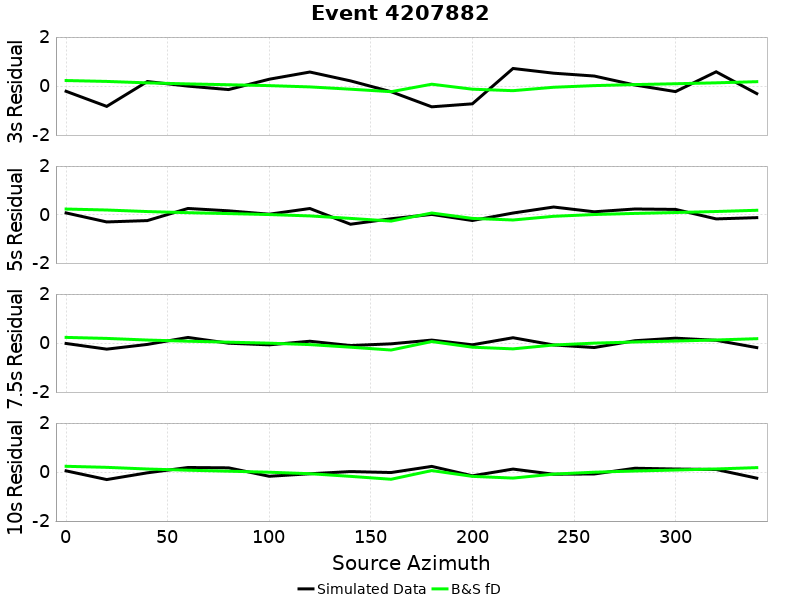 Event 4207882
3s Residual
2
0
-2
5s Residual
2
0
-2
7.5s Residual
2
0
-2
10s Residual
2
0
-2
0 50 100 150 200 250 300
Source Azimuth
Simulated Data B&S fD